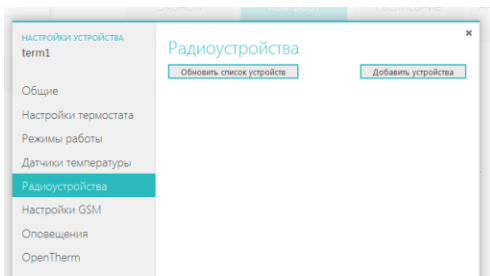 НАСТРОЙКИ УСТРОЙСТВА
term1
Общие
Настройки термостата
Режимы работы
Датчики температуры
Радиоустройства
Настройки GSM
Оповещения
OpenTherm
Радиоустройства
Обновить список устройств
Добавить устройства